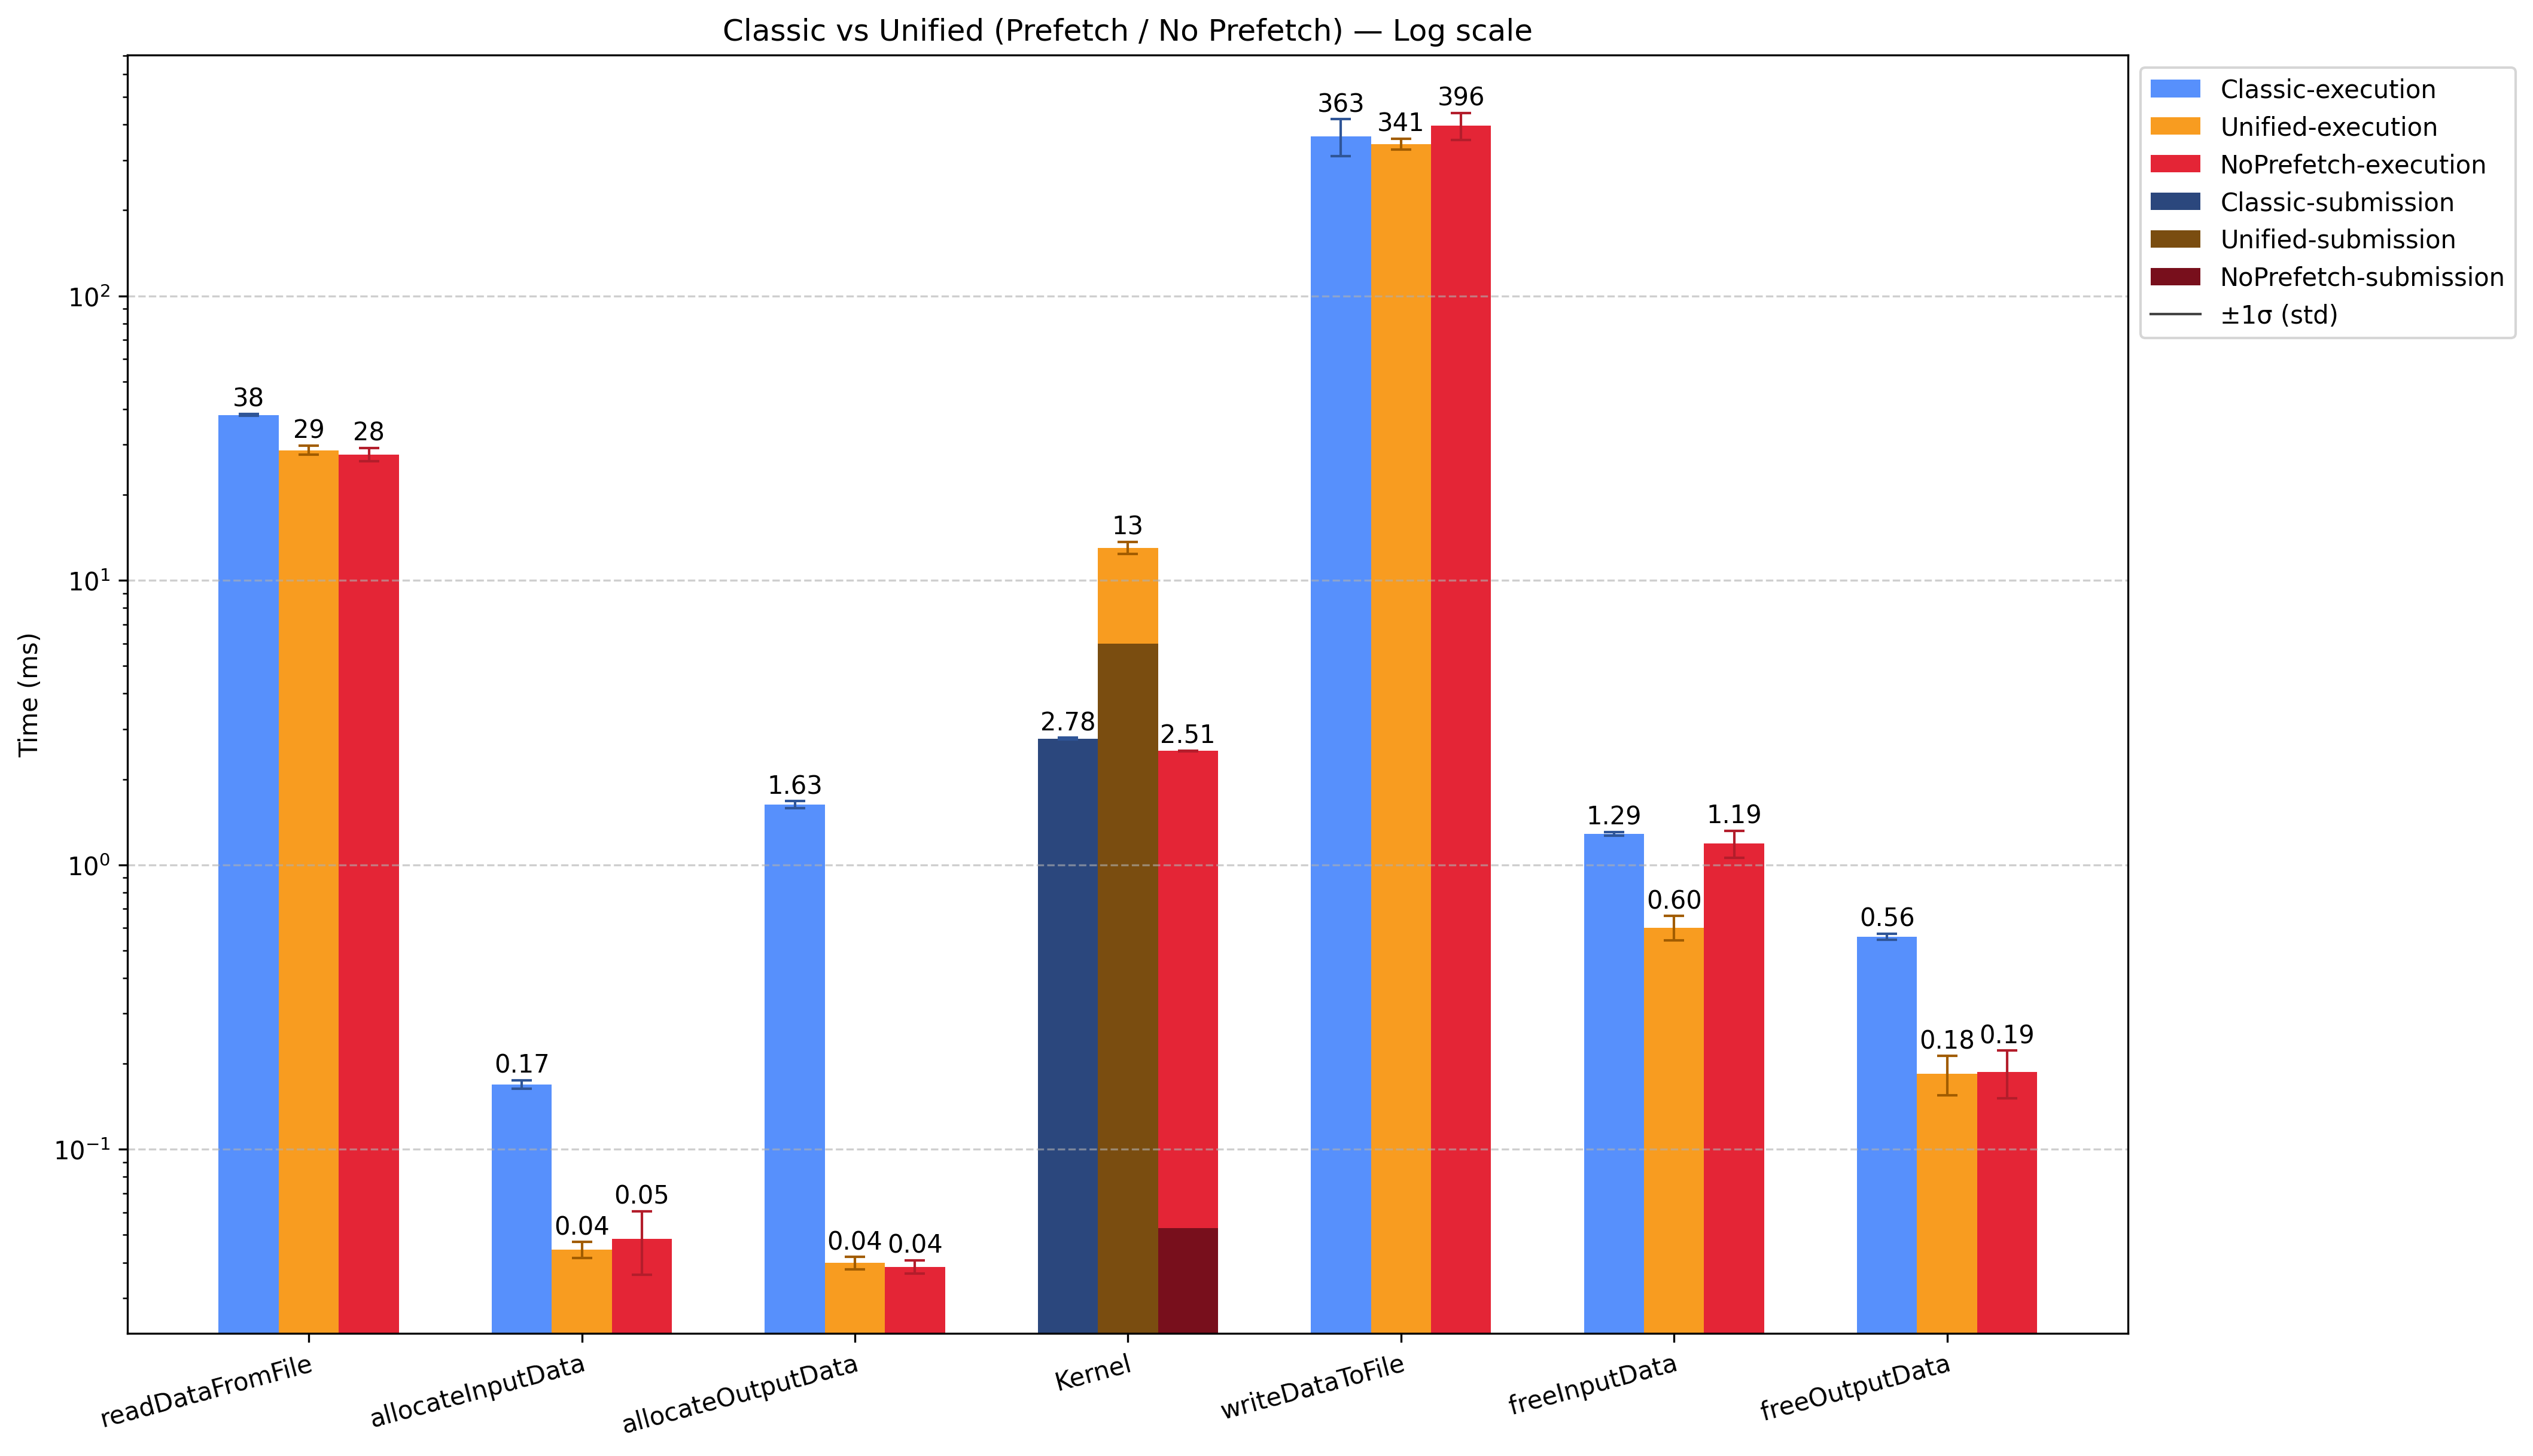 Classic vs Unified (Prefetch / No Prefetch) — Log scale
Time (ms)
10²
10¹
10⁰
10⁻¹
38
29
28
0.17
0.04
0.05
1.63
0.04
0.04
2.78
13
2.51
363
341
396
1.29
0.60
1.19
0.56
0.18
0.19
readDataFromFile
allocateInputData
allocateOutputData
Kernel
writeDataToFile
freeInputData
freeOutputData
Classic-execution
Unified-execution
NoPrefetch-execution
Classic-submission
Unified-submission
NoPrefetch-submission
±1σ (std)